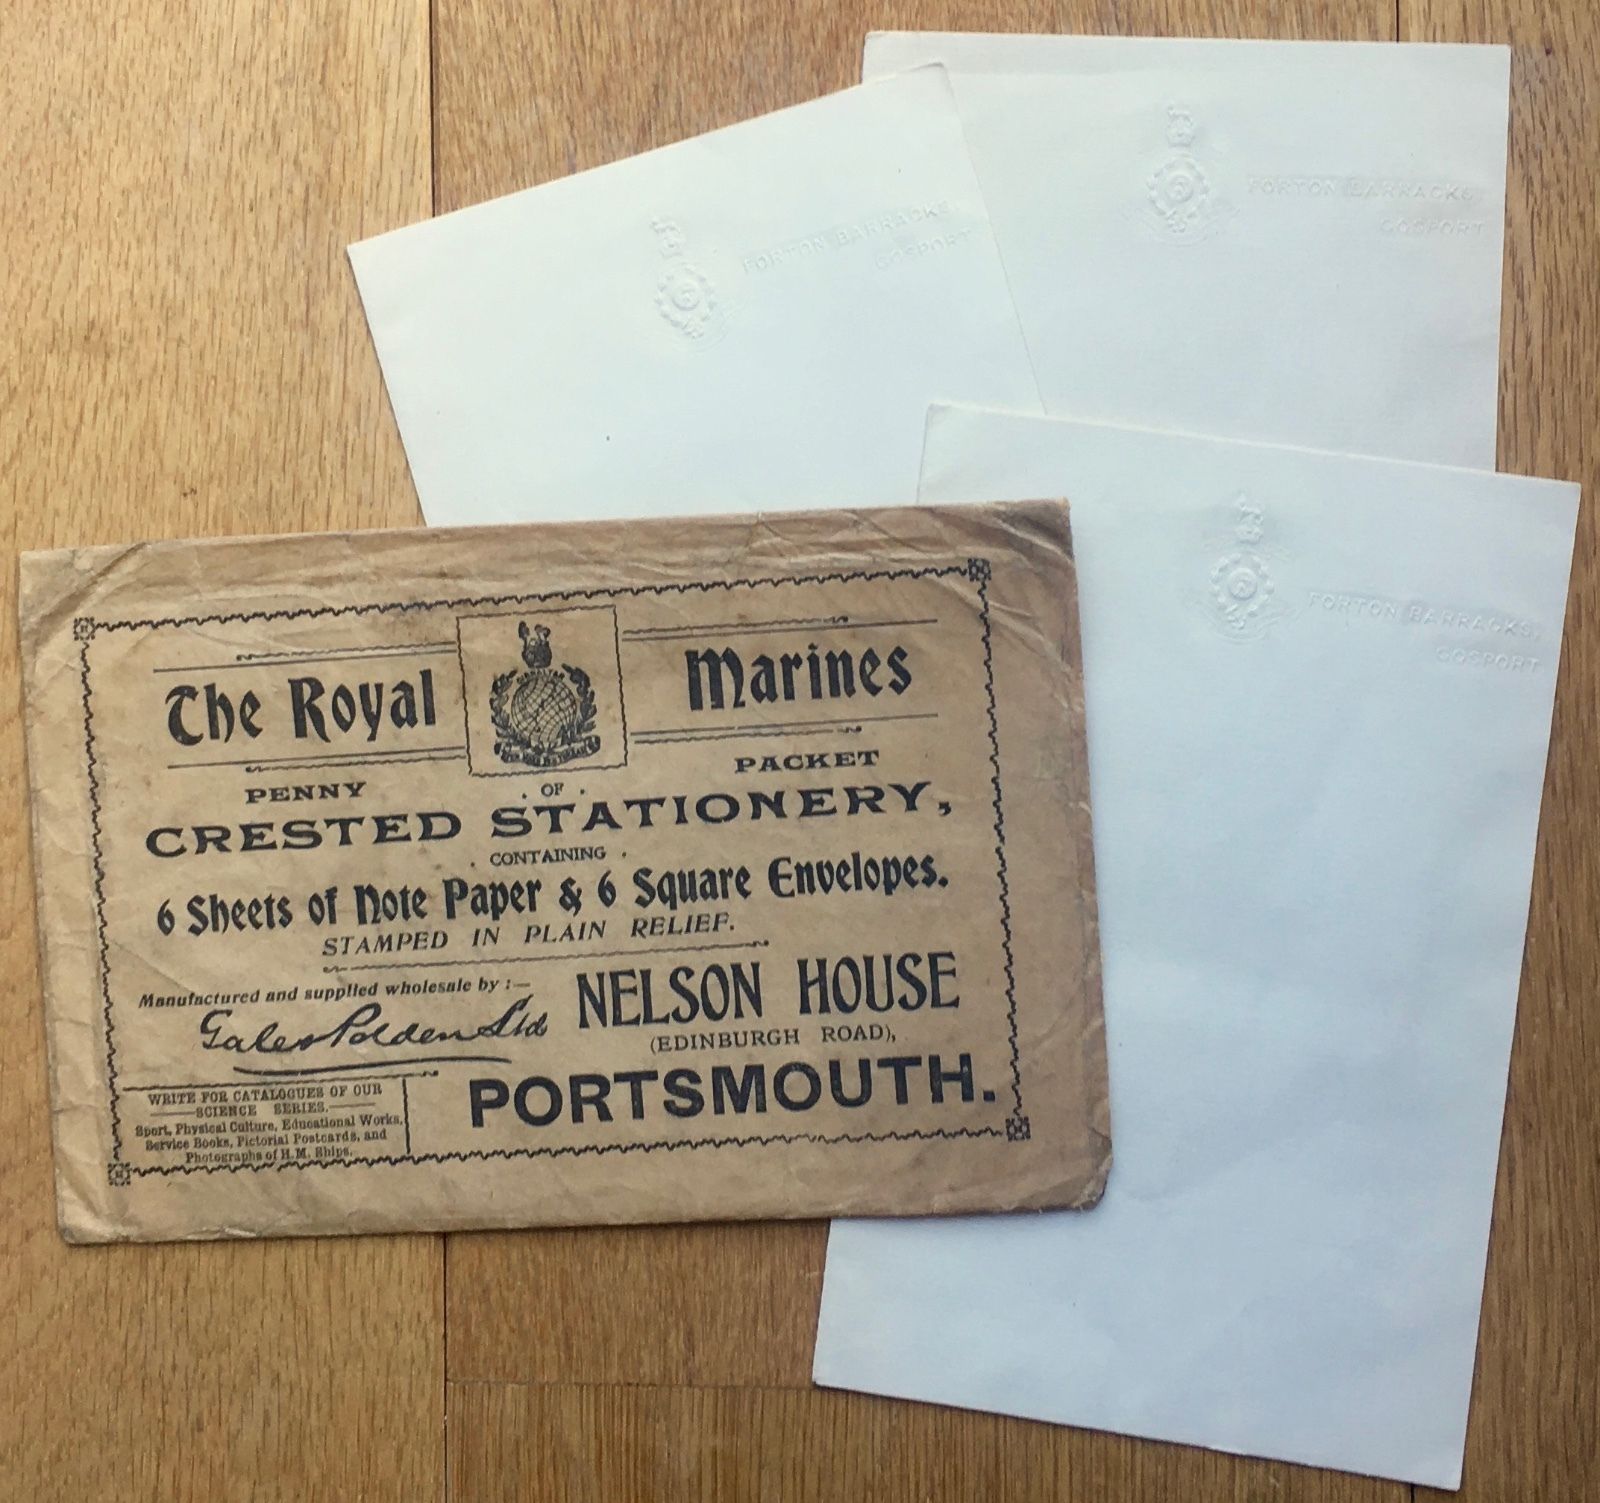 FORTON BARRACKS,
GOSPORT
FORTON BARRACKS,
GOSPORT
FORTON BARRACKS,
GOSPORT
The Royal Marines
PENNY PACKET
. OF .
CRESTED STATIONERY,
. CONTAINING .
6 Sheets of Note Paper & 6 Square Envelopes.
STAMPED IN PLAIN RELIEF.
Manufactured and supplied wholesale by :—
Gale & Polden Ltd
NELSON HOUSE
(EDINBURGH ROAD),
PORTSMOUTH.
WRITE FOR CATALOGUES OF OUR
SCIENCE SERIES.
Sport, Physical Culture, Educational Works,
Service Books, Pictorial Postcards, and
Photographs of H.M. Ships.